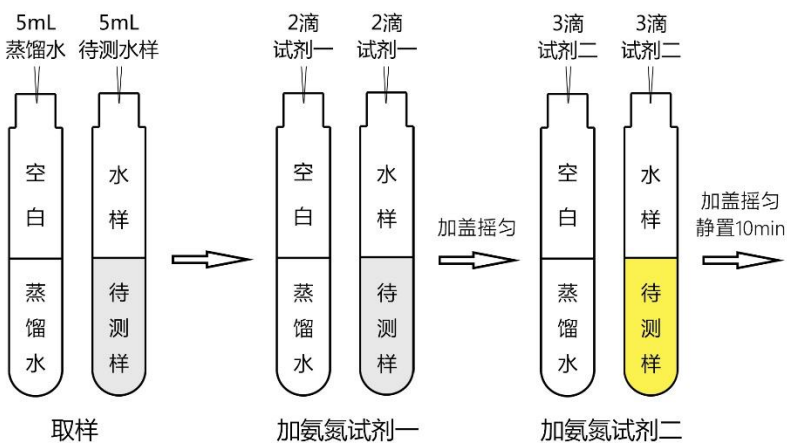 5mL 5mL 2滴 2滴 3滴 3滴
蒸馏水 待测水样 试剂一 试剂一 试剂二 试剂二
空白 水样 空白 水样 空白 水样
加盖摇匀
加盖摇匀
静置10min
蒸馏水 待测样 蒸馏水 待测样 蒸馏水 待测样
取样 加氨氮试剂一 加氨氮试剂二